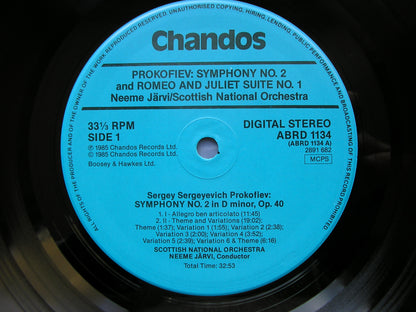 ALL RIGHTS OF THE PRODUCER AND OF THE OWNER OF THE WORK REPRODUCED RESERVED. UNAUTHORISED COPYING, HIRING, LENDING, PUBLIC PERFORMANCE AND BROADCASTING OF THIS RECORD PROHIBITED
Chandos
PROKOFIEV: SYMPHONY NO. 2
and ROMEO AND JULIET SUITE NO. 1
Neeme Järvi/Scottish National Orchestra
33⅓ RPM
SIDE 1
℗ 1985 Chandos Records Ltd.
© 1985 Chandos Records Ltd.
Boosey & Hawkes Ltd.
DIGITAL STEREO
ABRD 1134
(ABRD 1134 A)
2891 682
MCPS
Sergey Sergeyevich Prokofiev:
SYMPHONY NO. 2 in D minor, Op. 40
1. I - Allegro ben articolato (11:45)
2. II - Theme and Variations (19:02):
Theme (1:37); Variation 1 (1:55); Variation 2 (2:38);
Variation 3 (2:00); Variation 4 (3:52);
Variation 5 (2:39); Variation 6 & Theme (6:16)
SCOTTISH NATIONAL ORCHESTRA
NEEME JÄRVI, Conductor
Total Time: 32:53